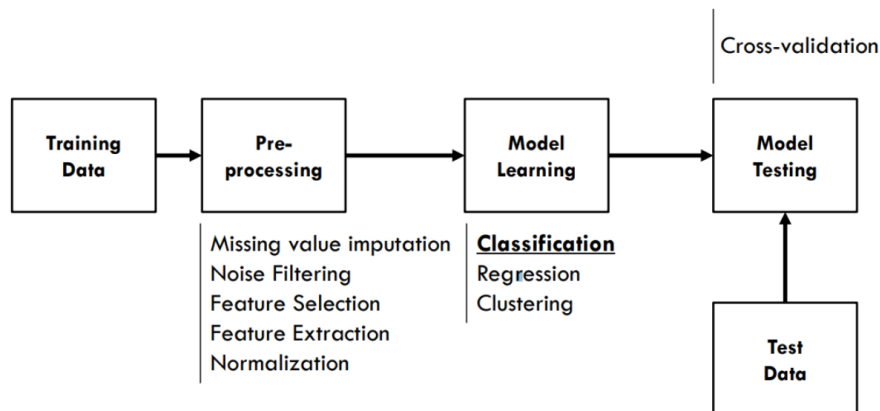 Cross-validation
Training
Data
Pre-
processing
Model
Learning
Model
Testing
Missing value imputation
Noise Filtering
Feature Selection
Feature Extraction
Normalization
Classification
Regression
Clustering
Test
Data